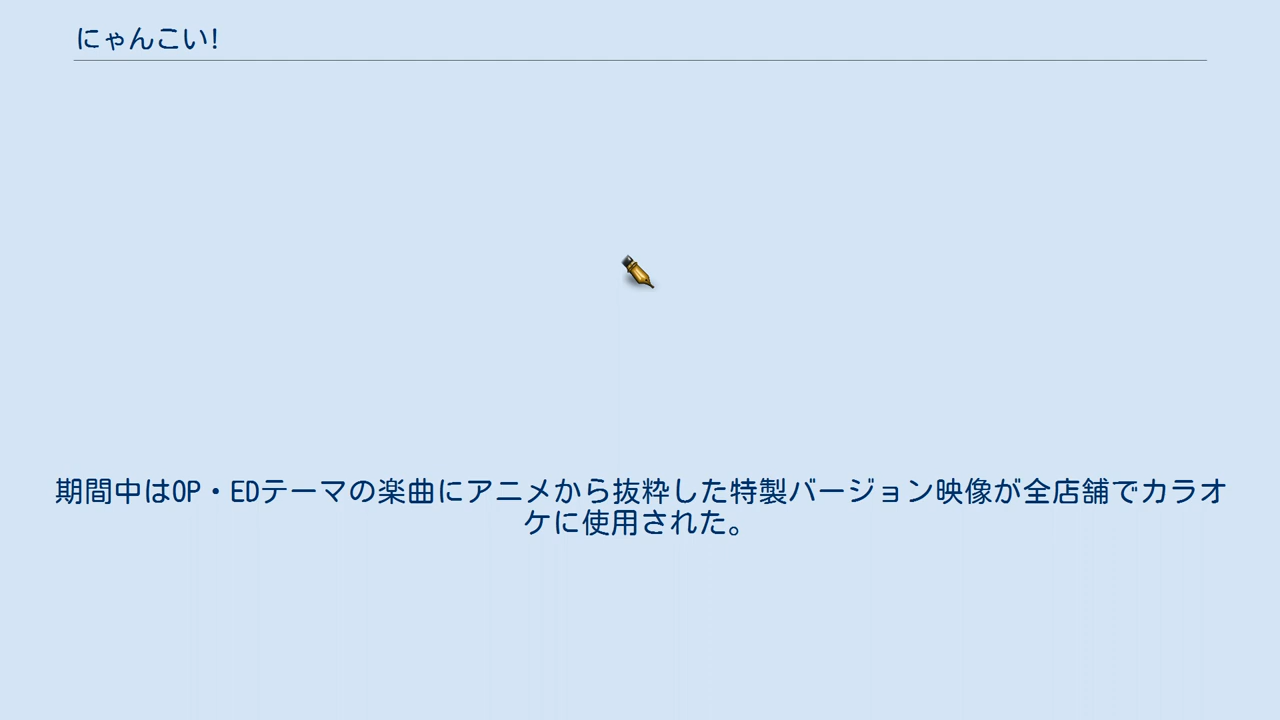 にゃんこい!
期間中はOP・EDテーマの楽曲にアニメから抜粋した特製バージョン映像が全店舗でカラオ
ケに使用された。